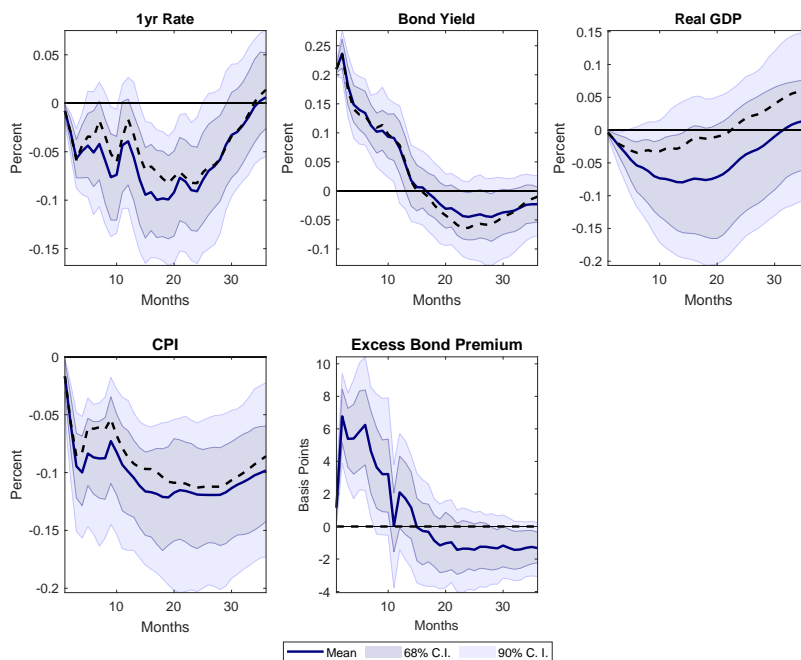 1yr Rate
0.05
0
-0.05
-0.1
-0.15
Percent
10 20 30
Months
Bond Yield
0.25
0.2
0.15
0.1
0.05
0
-0.05
-0.1
Percent
10 20 30
Months
Real GDP
0.15
0.1
0.05
0
-0.05
-0.1
-0.15
-0.2
Percent
10 20 30
Months
CPI
0
-0.05
-0.1
-0.15
-0.2
Percent
10 20 30
Months
Excess Bond Premium
10
8
6
4
2
0
-2
-4
Basis Points
10 20 30
Months
Mean 68% C.I. 90% C. I.